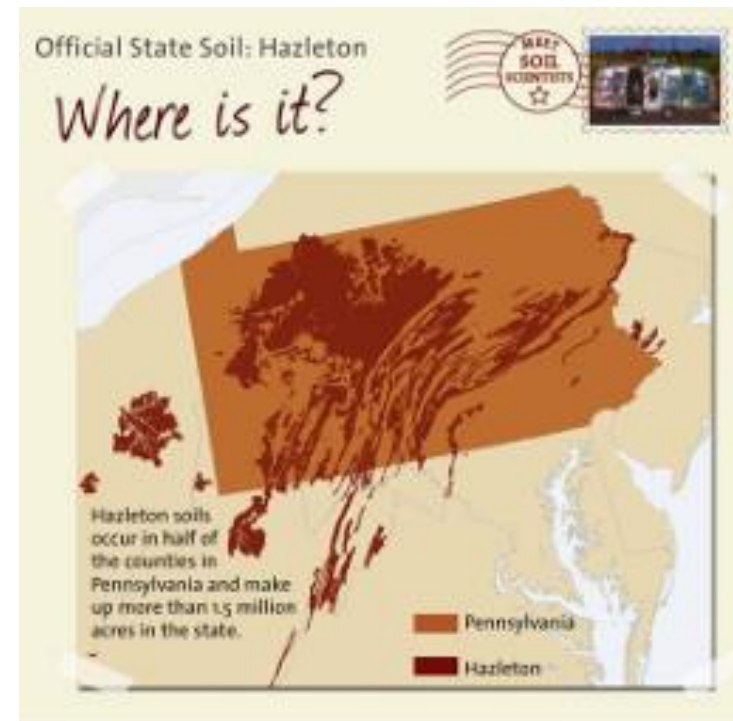 Official State Soil: Hazleton
MEET
SOIL
SCIENTISTS
Where is it?
Hazleton soils
occur in half of
the counties in
Pennsylvania and make
up more than 1.5 million
acres in the state.
Pennsylvania
Hazleton